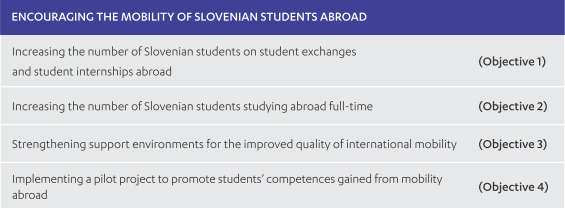 ENCOURAGING THE MOBILITY OF SLOVENIAN STUDENTS ABROAD
Increasing the number of Slovenian students on student exchanges
and student internships abroad
(Objective 1)
Increasing the number of Slovenian students studying abroad full-time (Objective 2)
Strengthening support environments for the improved quality of international mobility (Objective 3)
Implementing a pilot project to promote students’ competences gained from mobility
abroad
(Objective 4)